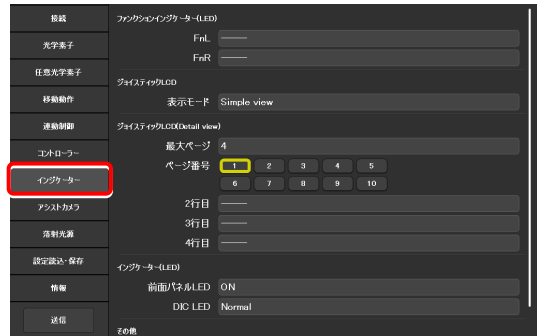 接続
光学素子
任意光学素子
移動動作
連動制御
コントローラー
インジケーター
アシストカメラ
落射光源
設定読込・保存
情報
送信
ファンクションインジケーター(LED)
FnL ――
FnR ――
ジョイスティックLCD
表示モード Simple view
ジョイスティックLCD(Detail view)
最大ページ 4
ページ番号 1 2 3 4 5
6 7 8 9 10
2行目 ――
3行目 ――
4行目 ――
インジケーター(LED)
前面パネルLED ON
DIC LED Normal
その他